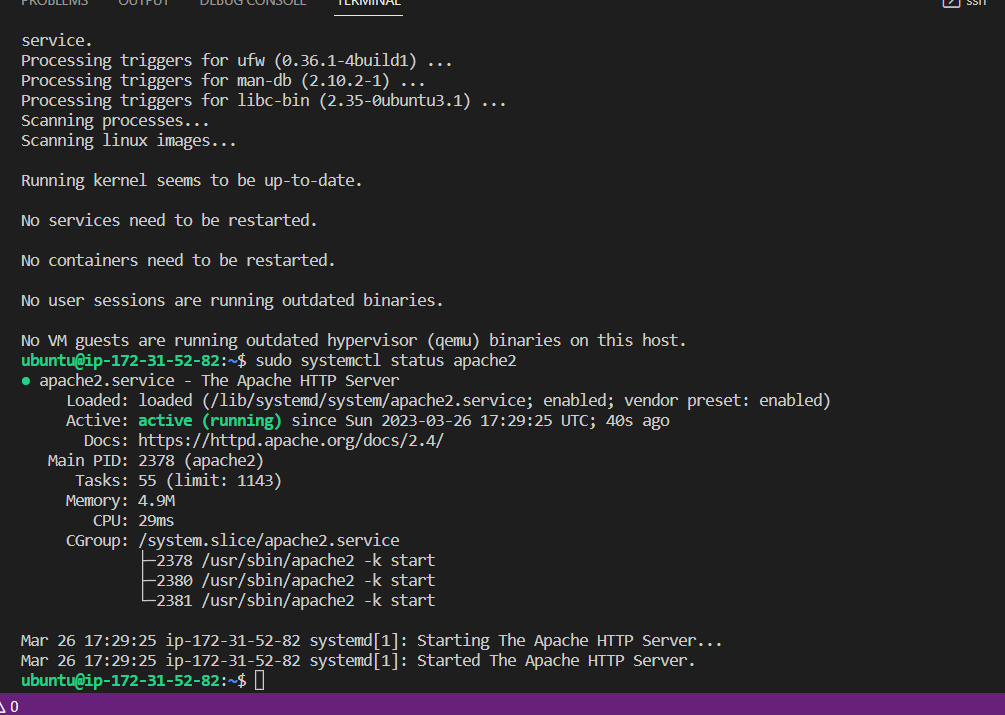 PROBLEMS OUTPUT DEBUG CONSOLE TERMINAL ssh
service.
Processing triggers for ufw (0.36.1-4build1) ...
Processing triggers for man-db (2.10.2-1) ...
Processing triggers for libc-bin (2.35-0ubuntu3.1) ...
Scanning processes...
Scanning linux images...
Running kernel seems to be up-to-date.
No services need to be restarted.
No containers need to be restarted.
No user sessions are running outdated binaries.
No VM guests are running outdated hypervisor (qemu) binaries on this host.
ubuntu@ip-172-31-52-82:~$ sudo systemctl status apache2
● apache2.service - The Apache HTTP Server
Loaded: loaded (/lib/systemd/system/apache2.service; enabled; vendor preset: enabled)
Active: active (running) since Sun 2023-03-26 17:29:25 UTC; 40s ago
Docs: https://httpd.apache.org/docs/2.4/
Main PID: 2378 (apache2)
Tasks: 55 (limit: 1143)
Memory: 4.9M
CPU: 29ms
CGroup: /system.slice/apache2.service
├─2378 /usr/sbin/apache2 -k start
├─2380 /usr/sbin/apache2 -k start
└─2381 /usr/sbin/apache2 -k start
Mar 26 17:29:25 ip-172-31-52-82 systemd[1]: Starting The Apache HTTP Server...
Mar 26 17:29:25 ip-172-31-52-82 systemd[1]: Started The Apache HTTP Server.
ubuntu@ip-172-31-52-82:~$
0